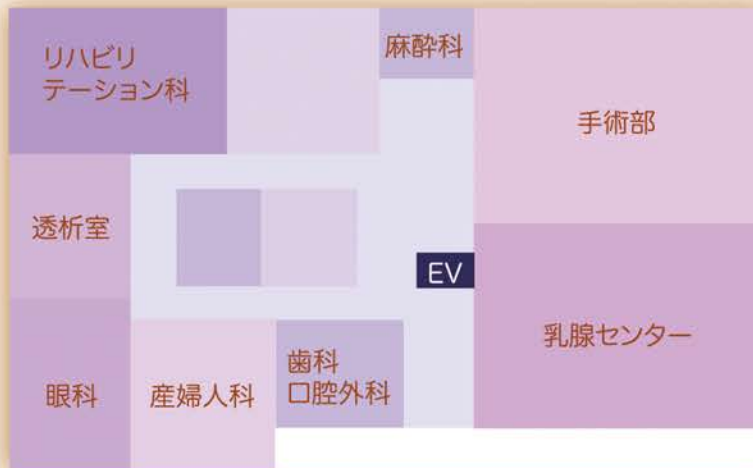 リハビリ
テーション科
麻酔科
手術部
透析室
EV
乳腺センター
眼科
産婦人科
歯科
口腔外科